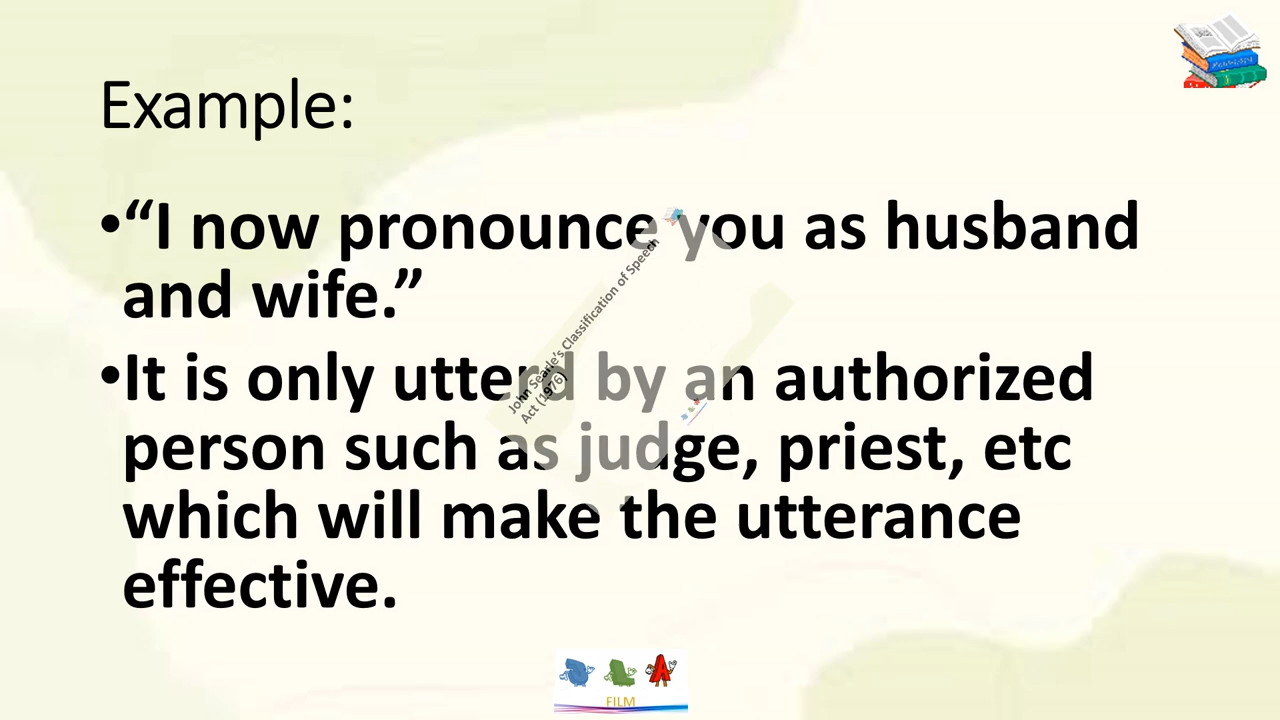 Example:
•“I now pronounce you as husband
and wife.”
•It is only utterd by an authorized
person such as judge, priest, etc
which will make the utterance
effective.
John Searle's Classification of Speech
Act (1976)
FILM